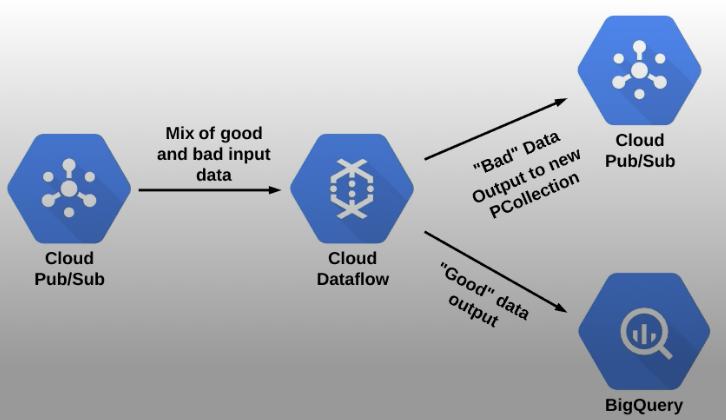 Mix of good
and bad input
data
Cloud
Pub/Sub
Cloud
Dataflow
"Bad" Data
Output to new
PCollection
Cloud
Pub/Sub
"Good" data
output
BigQuery